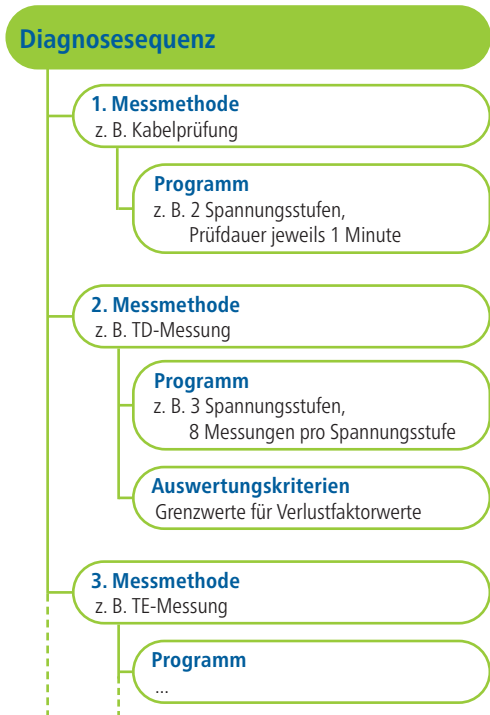 Diagnosesequenz
1. Messmethode
z. B. Kabelprüfung
Programm
z. B. 2 Spannungsstufen,
Prüfdauer jeweils 1 Minute
2. Messmethode
z. B. TD-Messung
Programm
z. B. 3 Spannungsstufen,
8 Messungen pro Spannungsstufe
Auswertungskriterien
Grenzwerte für Verlustfaktorwerte
3. Messmethode
z. B. TE-Messung
Programm
...